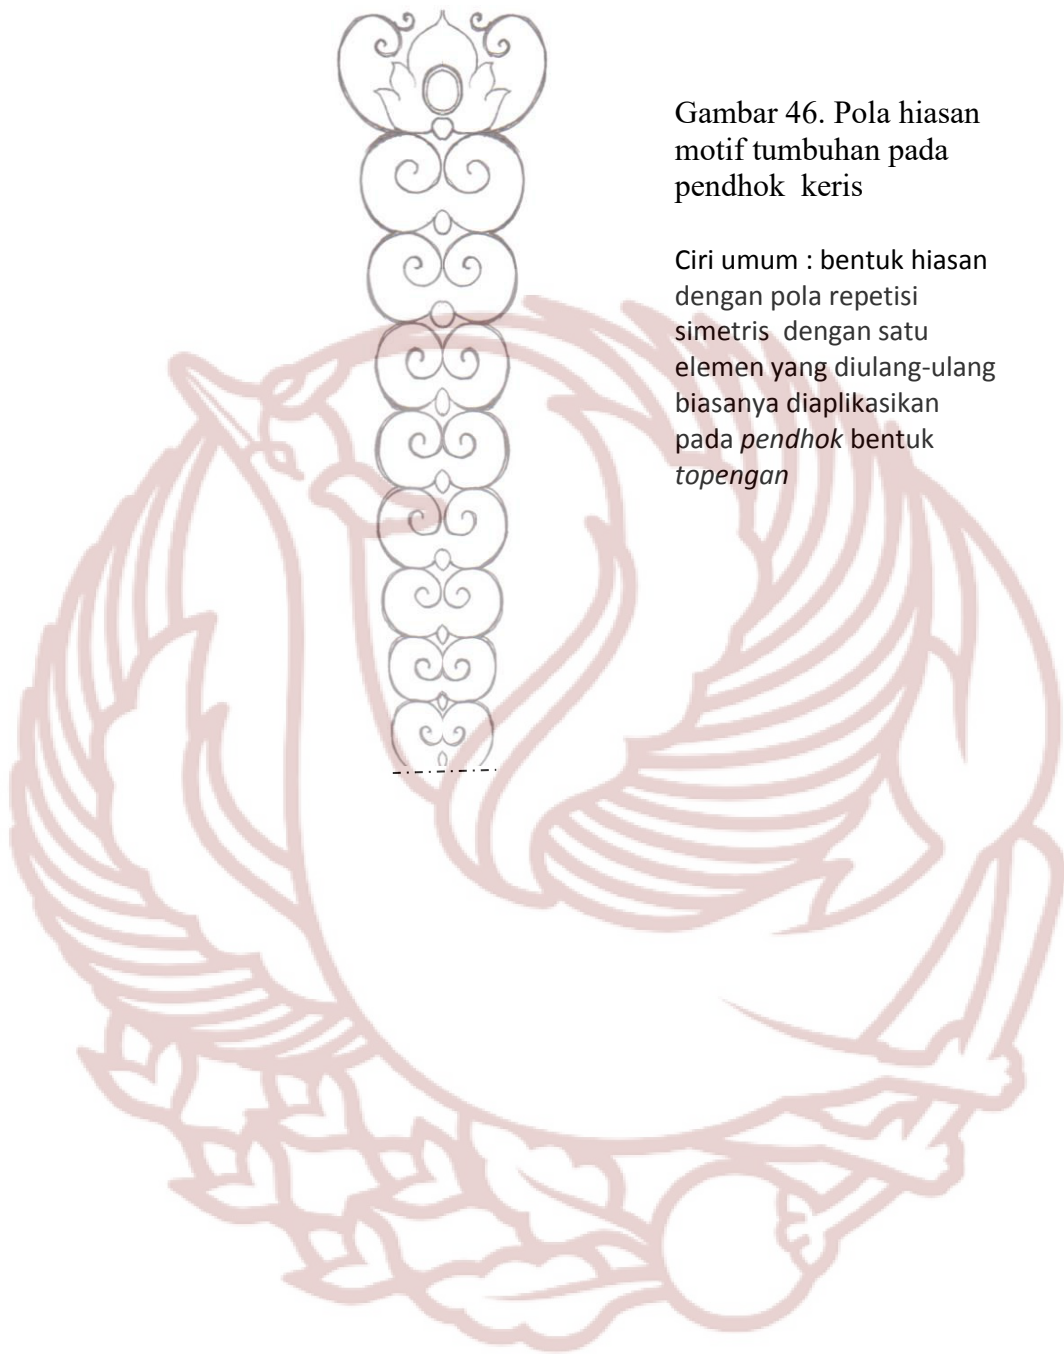 Gambar 46. Pola hiasan
motif tumbuhan pada
pendhok  keris
Ciri umum : bentuk hiasan
dengan pola repetisi
simetris  dengan satu
elemen yang diulang-ulang
biasanya diaplikasikan
pada pendhok bentuk
topengan